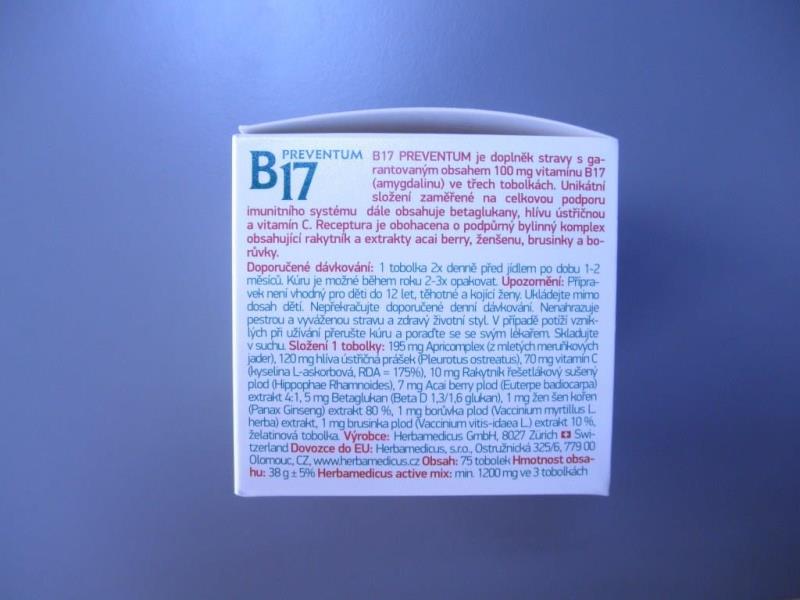 B17 PREVENTUM
B17 PREVENTUM je doplněk stravy s ga-
rantovaným obsahem 100 mg vitamínu B17
(amygdalinu) ve třech tobolkách. Unikátní
složení zaměřené na celkovou podporu
imunitního systému dále obsahuje betaglukany, hlívu ústřičnou
a vitamín C. Receptura je obohacena o podpůrný bylinný komplex
obsahující rakytník a extrakty acai berry, ženšenu, brusinky a bo-
růvky.
Doporučené dávkování: 1 tobolka 2x denně před jídlem po dobu 1-2
měsíců. Kúru je možné během roku 2-3x opakovat. Upozornění: Přípra-
vek není vhodný pro děti do 12 let, těhotné a kojící ženy. Ukládejte mimo
dosah dětí. Nepřekračujte doporučené denní dávkování. Nenahrazuje
pestrou a vyváženou stravu a zdravý životní styl. V případě potíží vznik-
lých při užívání přerušte kúru a poraďte se se svým lékařem. Skladujte
v suchu. Složení 1 tobolky: 195 mg Apricomplex (z mletých meruňkových
jader), 120 mg hlíva ústřičná prášek (Pleurotus ostreatus), 70 mg vitamín C
(kyselina L-askorbová, RDA = 175%), 10 mg Rakytník řešetlákový sušený
plod (Hippophae Rhamnoides), 7 mg Acai berry plod (Euterpe badiocarpa)
extrakt 4:1, 5 mg Betaglukan (Beta D 1,3/1,6 glukan), 1 mg žen šen kořen
(Panax Ginseng) extrakt 80 %, 1 mg borůvka plod (Vaccinium myrtillus L.
herba) extrakt, 1 mg brusinka plod (Vaccinium vitis-idaea L.) extrakt 10 %,
želatinová tobolka. Výrobce: Herbamedicus GmbH, 8027 Zürich Swi-
tzerland Dovozce do EU: Herbamedicus, s.r.o., Ostružnická 325/6, 779 00
Olomouc, CZ, www.herbamedicus.cz Obsah: 75 tobolek Hmotnost obsa-
hu: 38 g ± 5% Herbamedicus active mix: min. 1200 mg ve 3 tobolkách